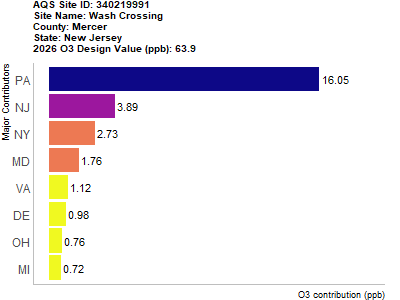 AQS Site ID: 340219991
Site Name: Wash Crossing
County: Mercer
State: New Jersey
2026 O3 Design Value (ppb): 63.9
Major Contributors
PA 16.05
NJ 3.89
NY 2.73
MD 1.76
VA 1.12
DE 0.98
OH 0.76
MI 0.72
O3 contribution (ppb)